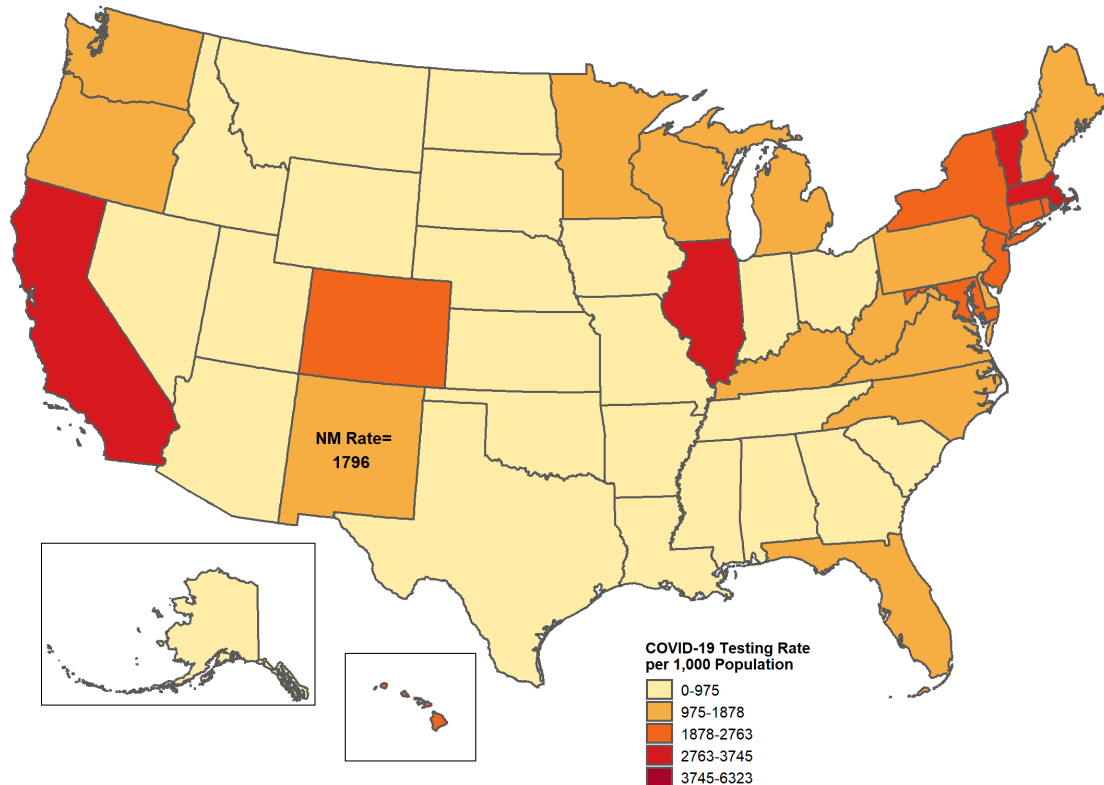 NM Rate=
1796
COVID-19 Testing Rate
per 1,000 Population
0-975
975-1878
1878-2763
2763-3745
3745-6323